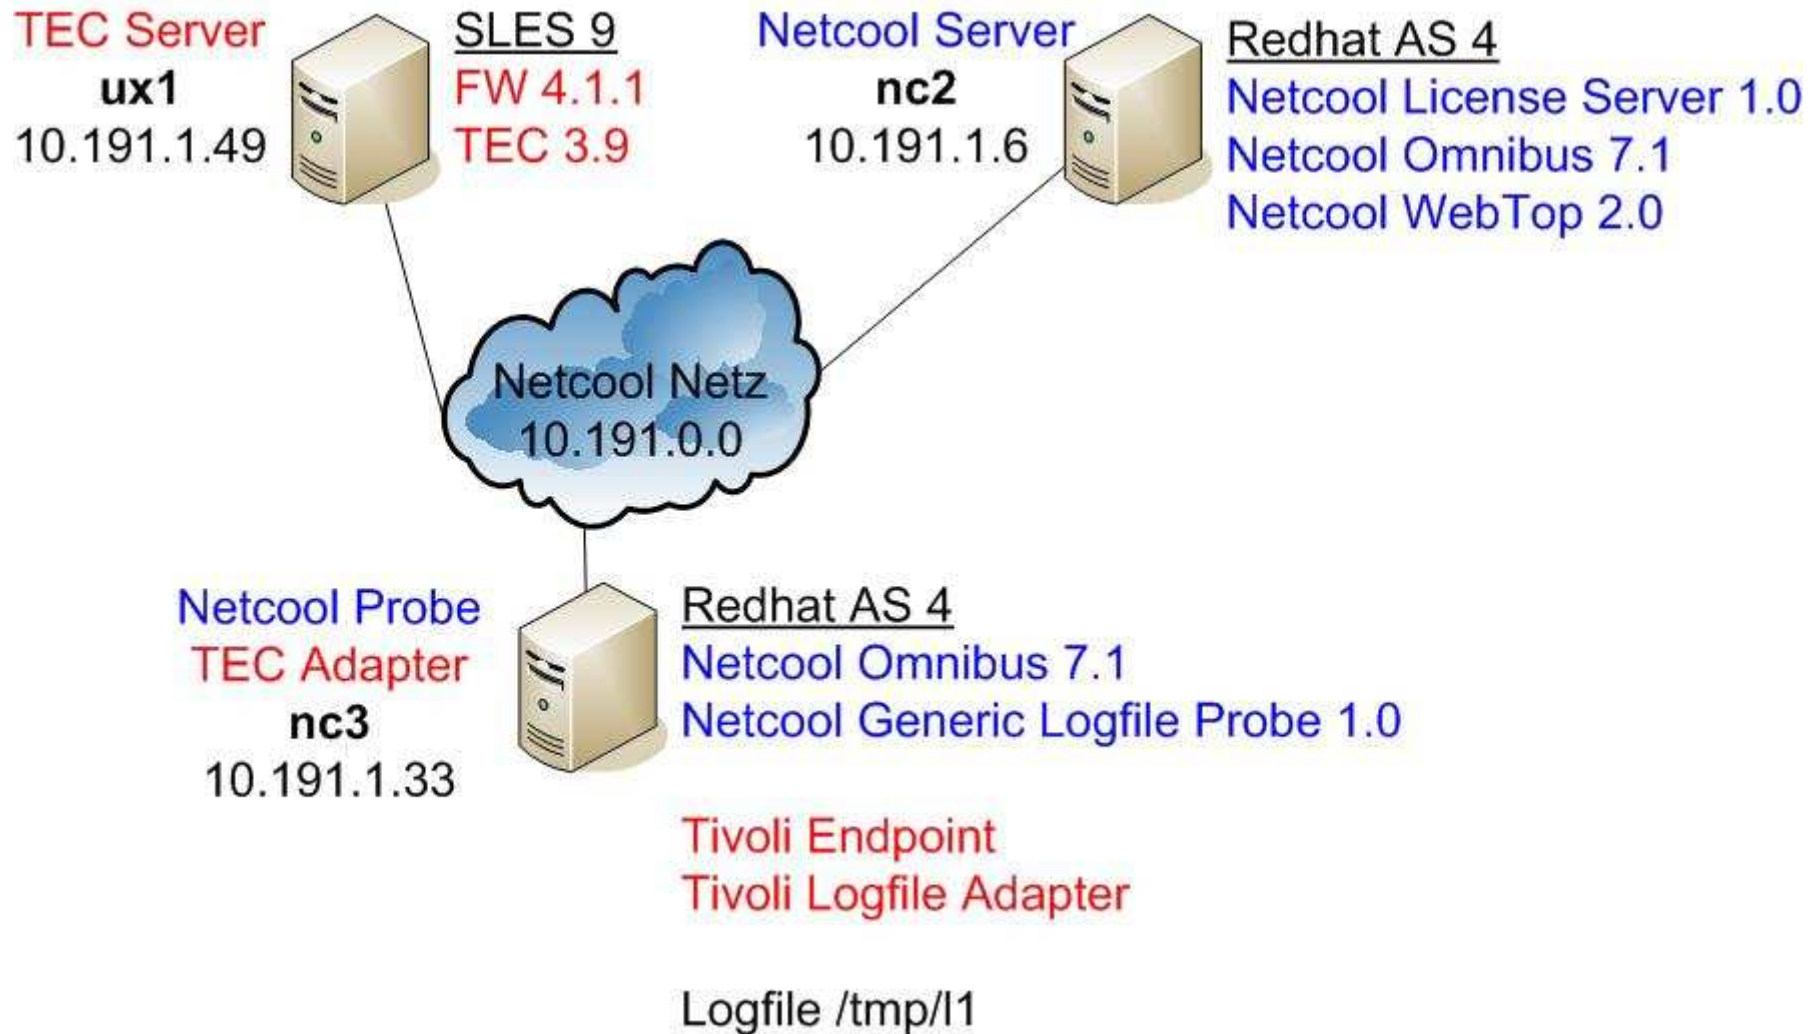 TEC Server
ux1
10.191.1.49
SLES 9
FW 4.1.1
TEC 3.9
Netcool Server
nc2
10.191.1.6
Redhat AS 4
Netcool License Server 1.0
Netcool Omnibus 7.1
Netcool WebTop 2.0
Netcool Netz
10.191.0.0
Netcool Probe
TEC Adapter
nc3
10.191.1.33
Redhat AS 4
Netcool Omnibus 7.1
Netcool Generic Logfile Probe 1.0
Tivoli Endpoint
Tivoli Logfile Adapter
Logfile /tmp/l1